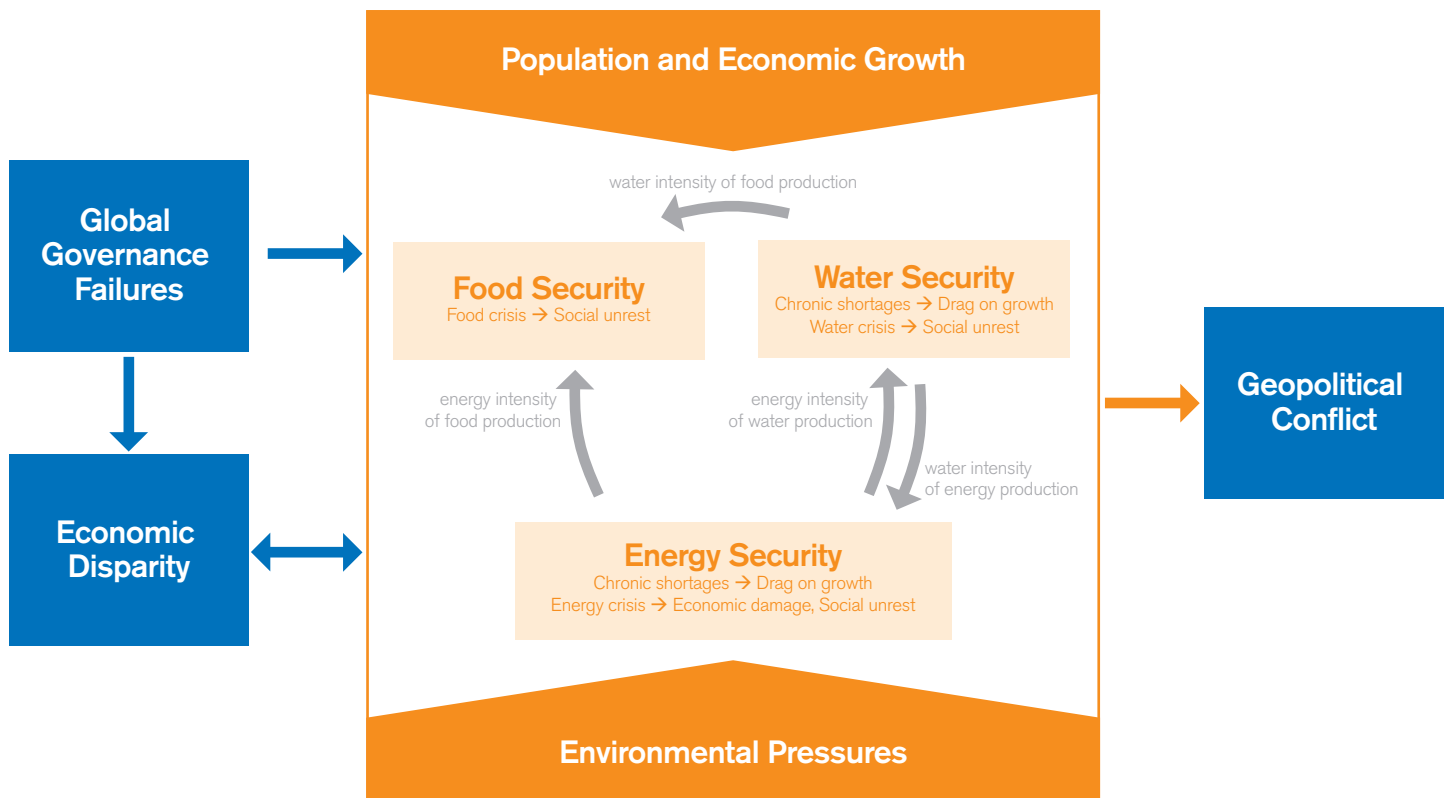 Population and Economic Growth
water intensity of food production
Global
Governance
Failures
Food Security
Food crisis → Social unrest
Water Security
Chronic shortages → Drag on growth
Water crisis → Social unrest
Geopolitical
Conflict
energy intensity
of food production
energy intensity
of water production
water intensity
of energy production
Economic
Disparity
Energy Security
Chronic shortages → Drag on growth
Energy crisis → Economic damage, Social unrest
Environmental Pressures